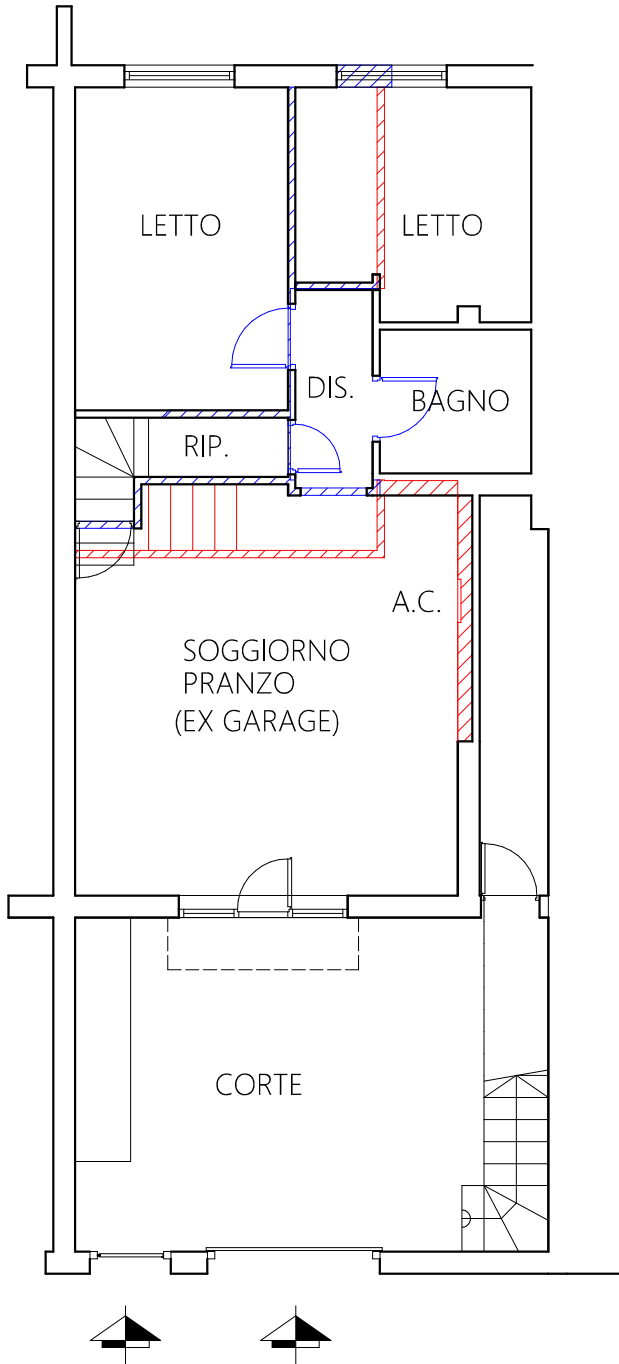 LETTO
LETTO
DIS.
BAGNO
RIP.
A.C.
SOGGIORNO
PRANZO
(EX GARAGE)
CORTE